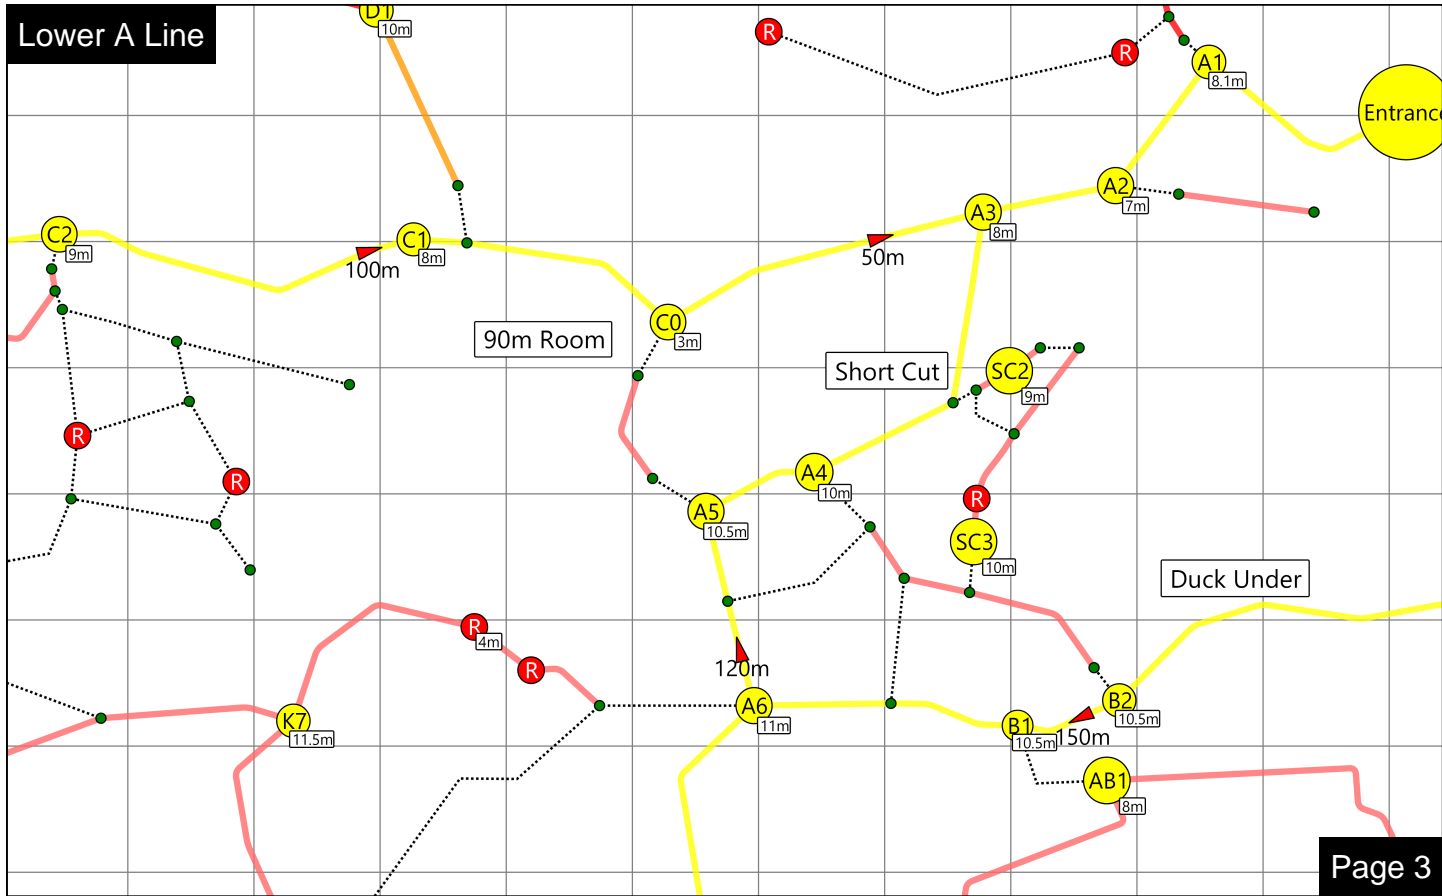 Lower A Line
D1
10m
R
R
A1
8.1m
Entrance
A2
7m
A3
8m
50m
C2
9m
100m
C1
8m
C0
3m
90m Room
Short Cut
SC2
9m
R
R
A4
10m
R
A5
10.5m
SC3
10m
Duck Under
R
4m
R
120m
K7
11.5m
A6
11m
B2
10.5m
B1
10.5m
150m
AB1
8m
Page 3